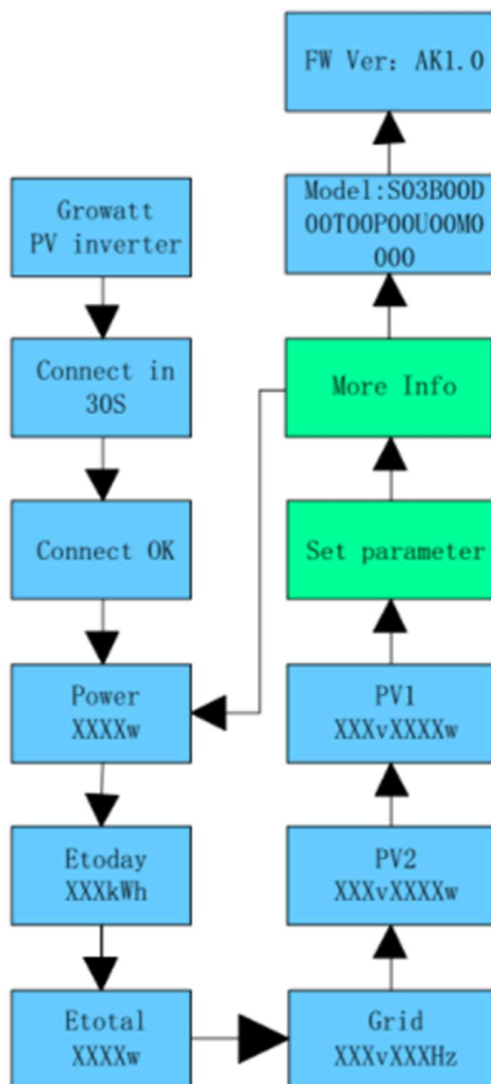 Growatt
PV inverter
Connect in
30S
Connect OK
Power
XXXXw
Etoday
XXXkWh
Etotal
XXXXw
Grid
XXXvXXXHz
PV2
XXXvXXXXw
PV1
XXXvXXXXw
Set parameter
More Info
Model:S03B00D
00T00P00U00M0
000
FW Ver: AK1.0